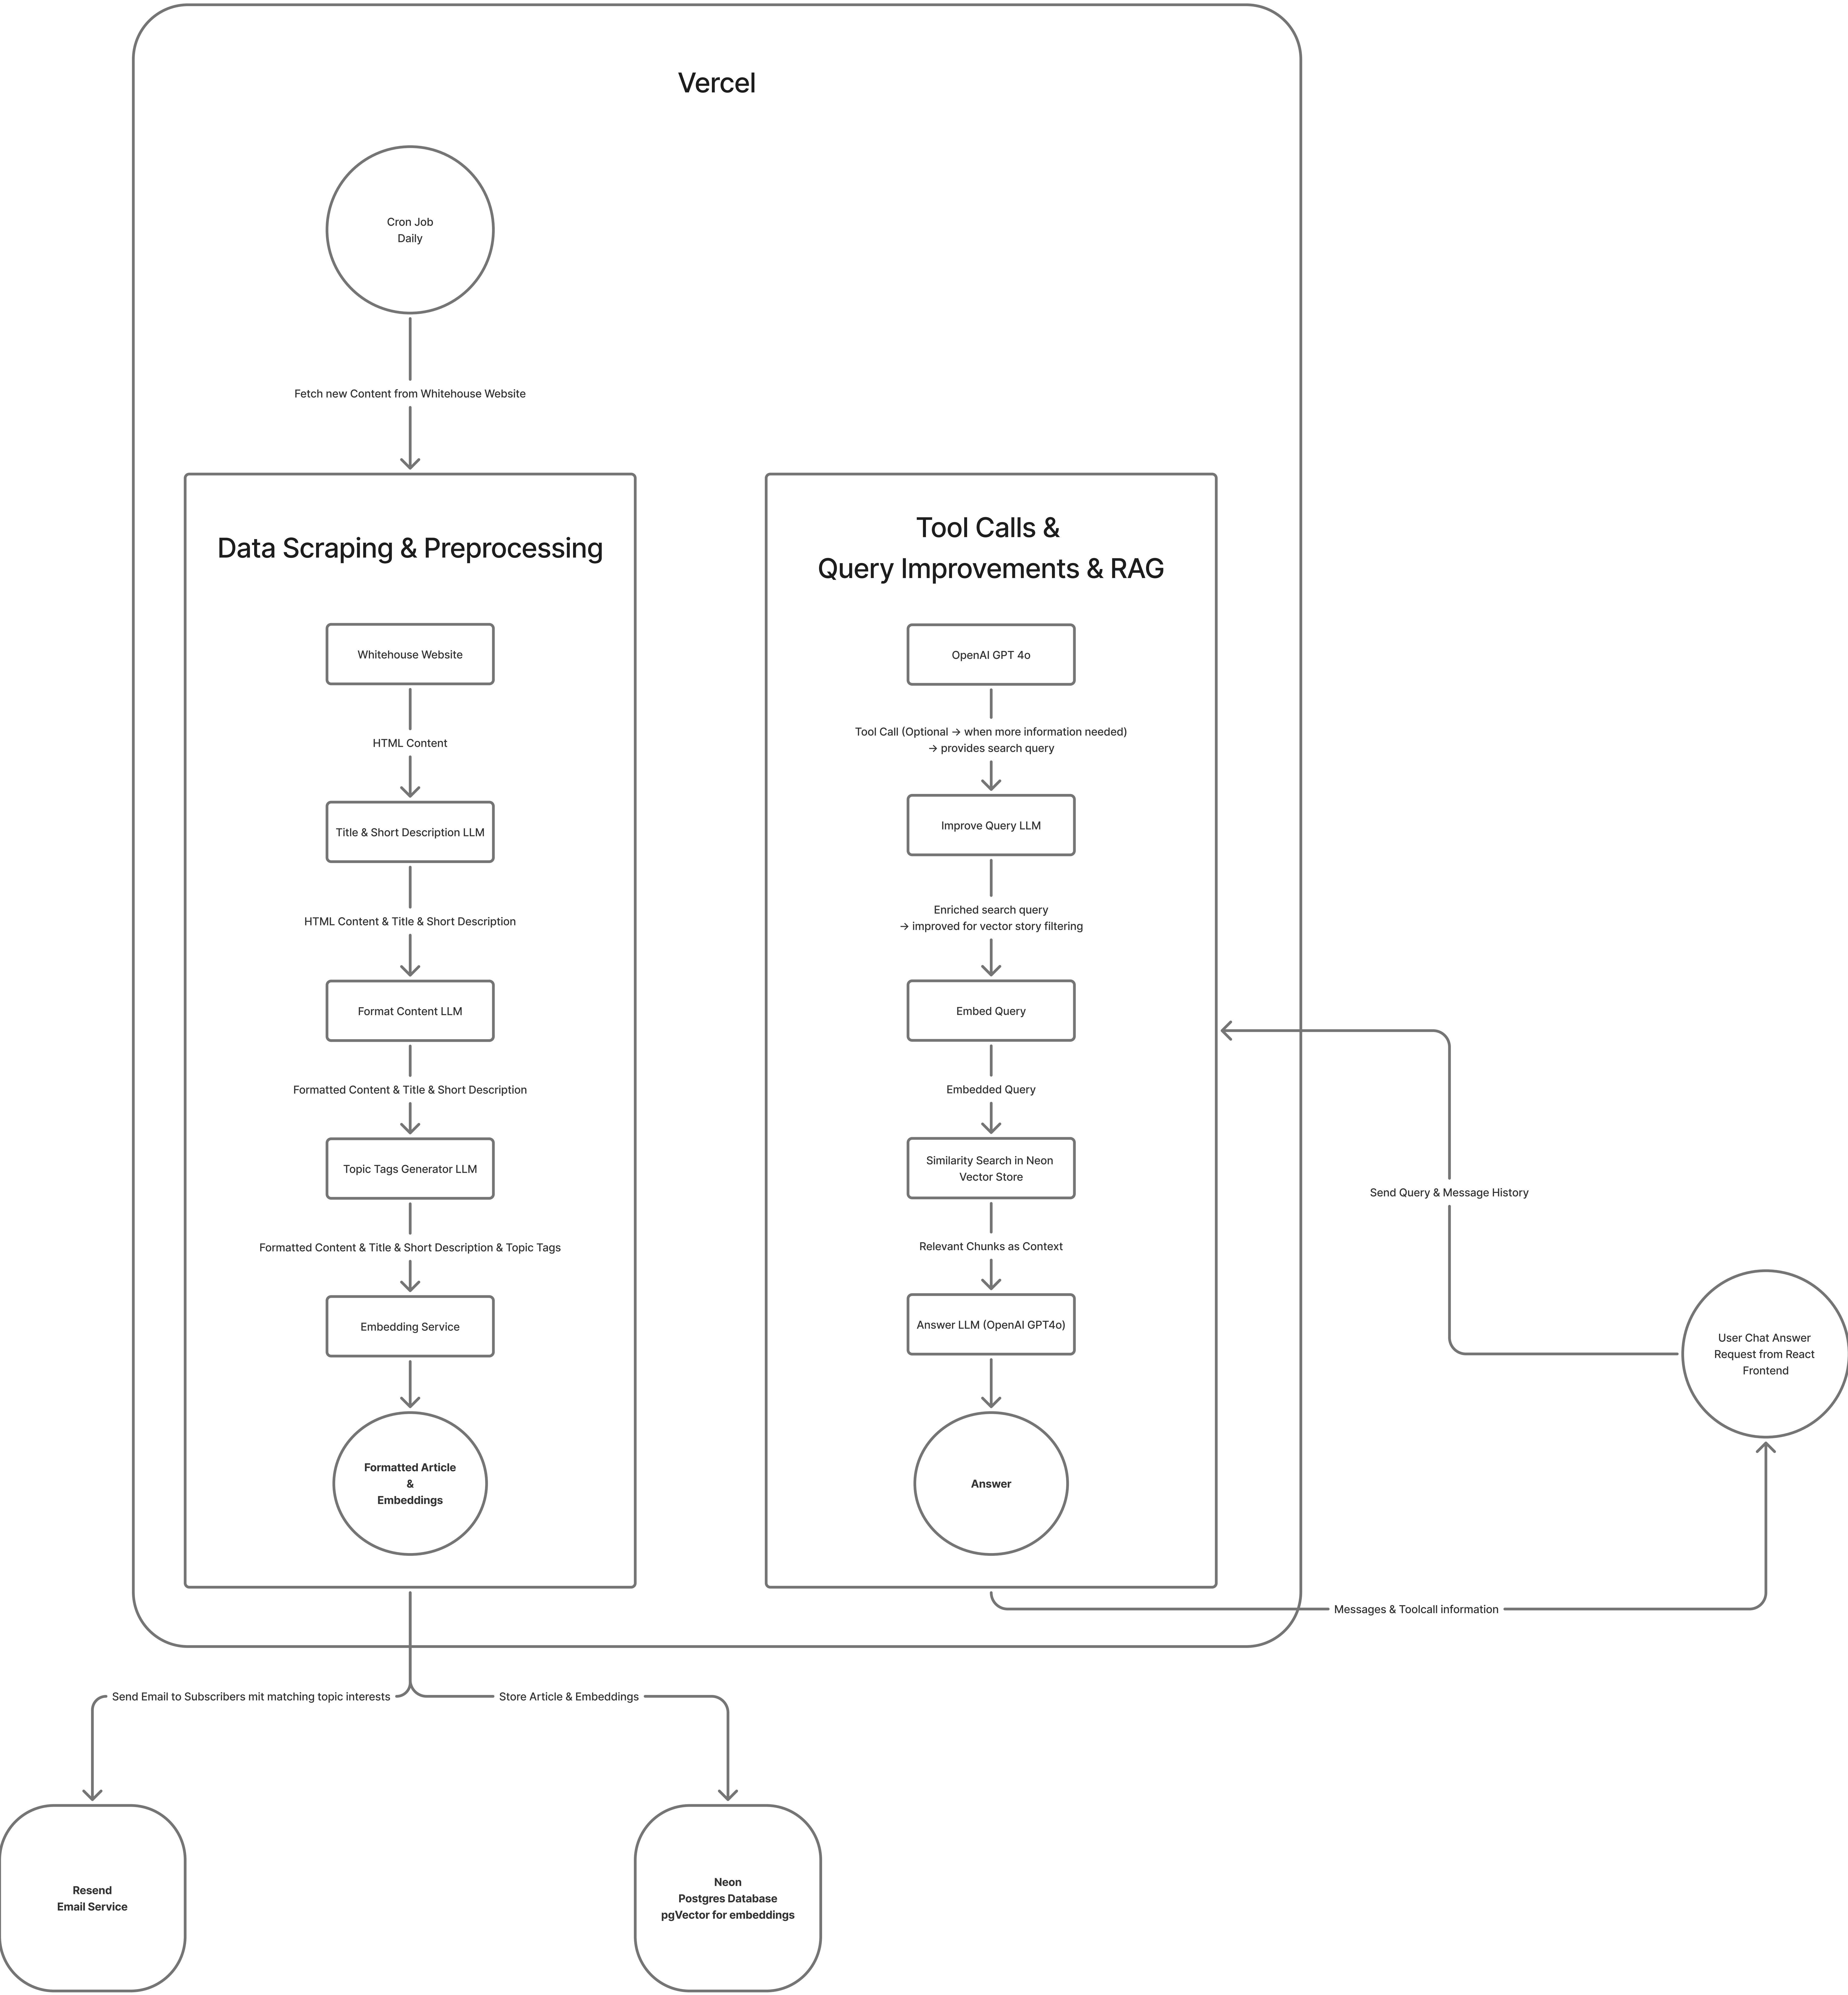 Vercel
Cron Job
Daily
Fetch new Content from Whitehouse Website
Data Scraping & Preprocessing
Whitehouse Website
HTML Content
Title & Short Description LLM
HTML Content & Title & Short Description
Format Content LLM
Formatted Content & Title & Short Description
Topic Tags Generator LLM
Formatted Content & Title & Short Description & Topic Tags
Embedding Service
Formatted Article
&
Embeddings
Tool Calls &
Query Improvements & RAG
OpenAI GPT 4o
Tool Call (Optional → when more information needed)
→ provides search query
Improve Query LLM
Enriched search query
→ improved for vector story filtering
Embed Query
Embedded Query
Similarity Search in Neon
Vector Store
Relevant Chunks as Context
Answer LLM (OpenAI GPT4o)
Answer
Send Query & Message History
User Chat Answer
Request from React
Frontend
Messages & Toolcall information
Send Email to Subscribers mit matching topic interests
Store Article & Embeddings
Resend
Email Service
Neon
Postgres Database
pgVector for embeddings